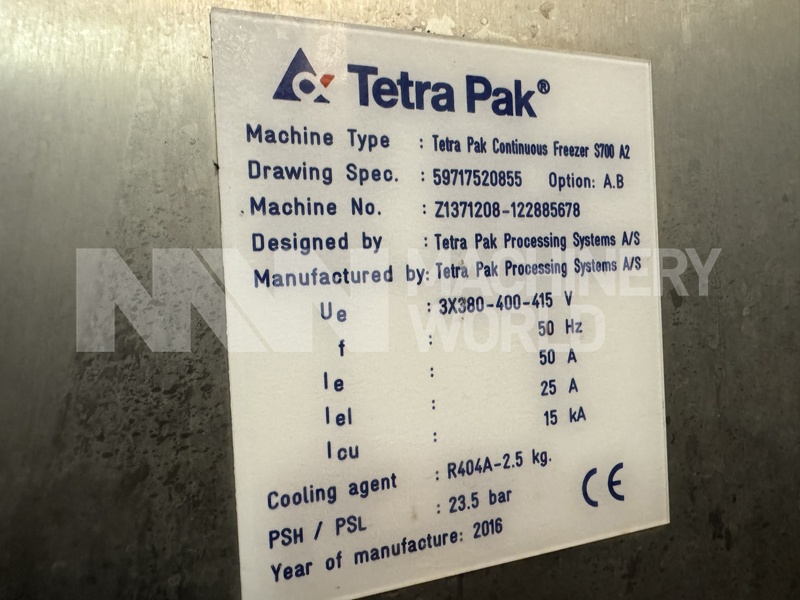 Tetra Pak®
Machine Type : Tetra Pak Continuous Freezer S700 A2
Drawing Spec. : 59717520855 Option: A.B
Machine No. : Z1371208-122885678
Designed by : Tetra Pak Processing Systems A/S
Manufactured by: Tetra Pak Processing Systems A/S
Ue : 3X380-400-415 V
f : 50 Hz
Ie : 50 A
Iel : 25 A
Icu : 15 kA
Cooling agent : R404A-2.5 kg.
PSH / PSL : 23.5 bar
Year of manufacture: 2016
CE
MACHINERY
WORLD